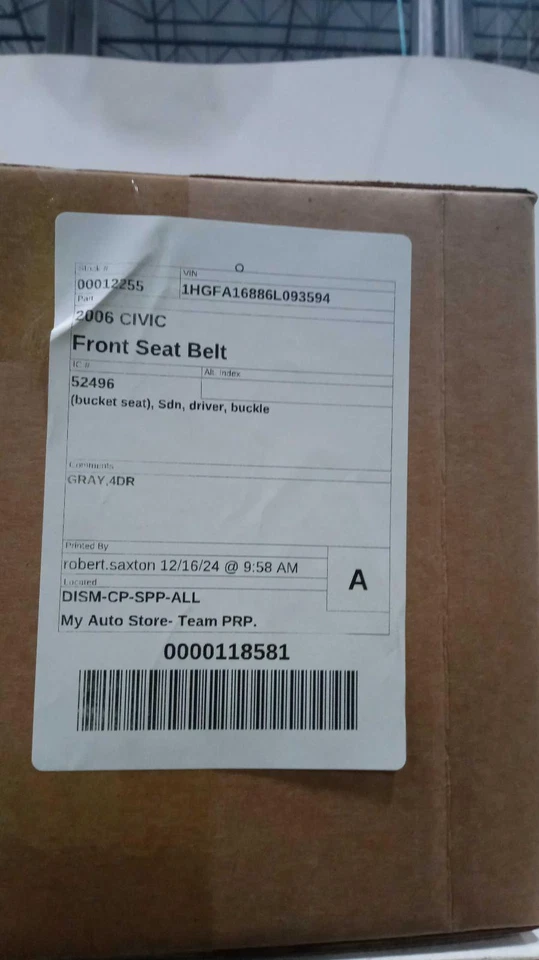 Stock #
VIN
00012255
1HGFA16886L093594
Part
2006 CIVIC
Front Seat Belt
IC #
Alt. Index
52496
(bucket seat), Sdn, driver, buckle
Comments
GRAY,4DR
Printed By
robert.saxton 12/16/24 @ 9:58 AM
A
Located
DISM-CP-SPP-ALL
My Auto Store- Team PRP.
0000118581